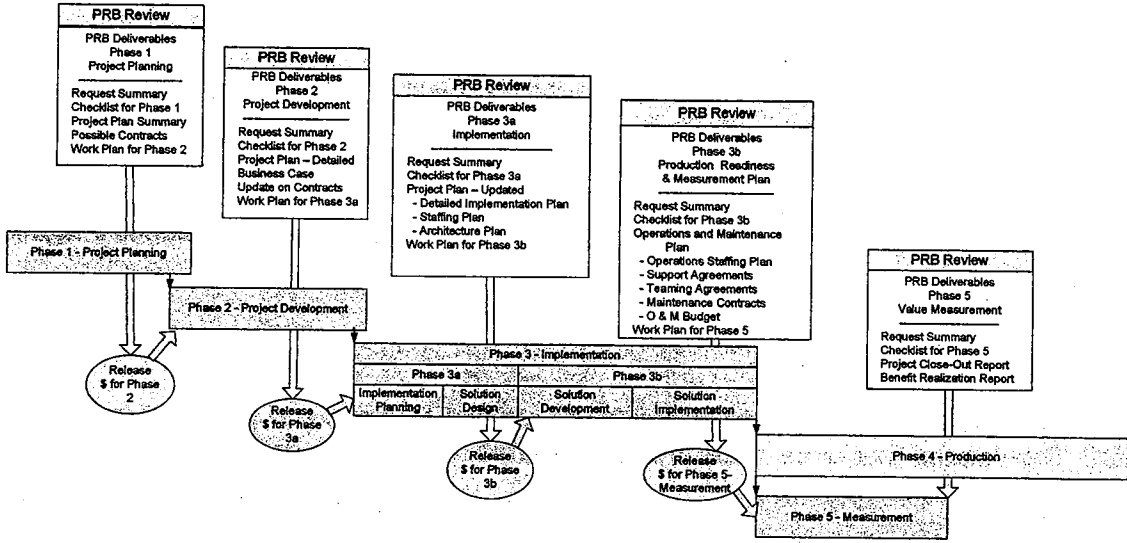 PRB Review
PRB Deliverables
Phase 1
Project Planning
Request Summary
Checklist for Phase 1
Project Plan Summary
Possible Contracts
Work Plan for Phase 2
PRB Review
PRB Deliverables
Phase 2
Project Development
Request Summary
Checklist for Phase 2
Project Plan – Detailed
Business Case
Update on Contracts
Work Plan for Phase 3a
PRB Review
PRB Deliverables
Phase 3a
Implementation
Request Summary
Checklist for Phase 3a
Project Plan – Updated
- Detailed Implementation Plan
- Staffing Plan
- Architecture Plan
Work Plan for Phase 3b
PRB Review
PRB Deliverables
Phase 3b
Production Readiness
& Measurement Plan
Request Summary
Checklist for Phase 3b
Operations and Maintenance
Plan
- Operations Staffing Plan
- Support Agreements
- Teaming Agreements
- Maintenance Contracts
- O & M Budget
Work Plan for Phase 5
PRB Review
PRB Deliverables
Phase 5
Value Measurement
Request Summary
Checklist for Phase 5
Project Close-Out Report
Benefit Realization Report
Phase 1 - Project Planning
Phase 2 - Project Development
Release
$ for Phase
2
Phase 3 - Implementation
Phase 3a
Phase 3b
Implementation
Planning
Solution
Design
Solution
Development
Solution
Implementation
Release
$ for Phase
3a
Release
$ for Phase
3b
Release
$ for Phase 5-
Measurement
Phase 4 - Production
Phase 5 - Measurement